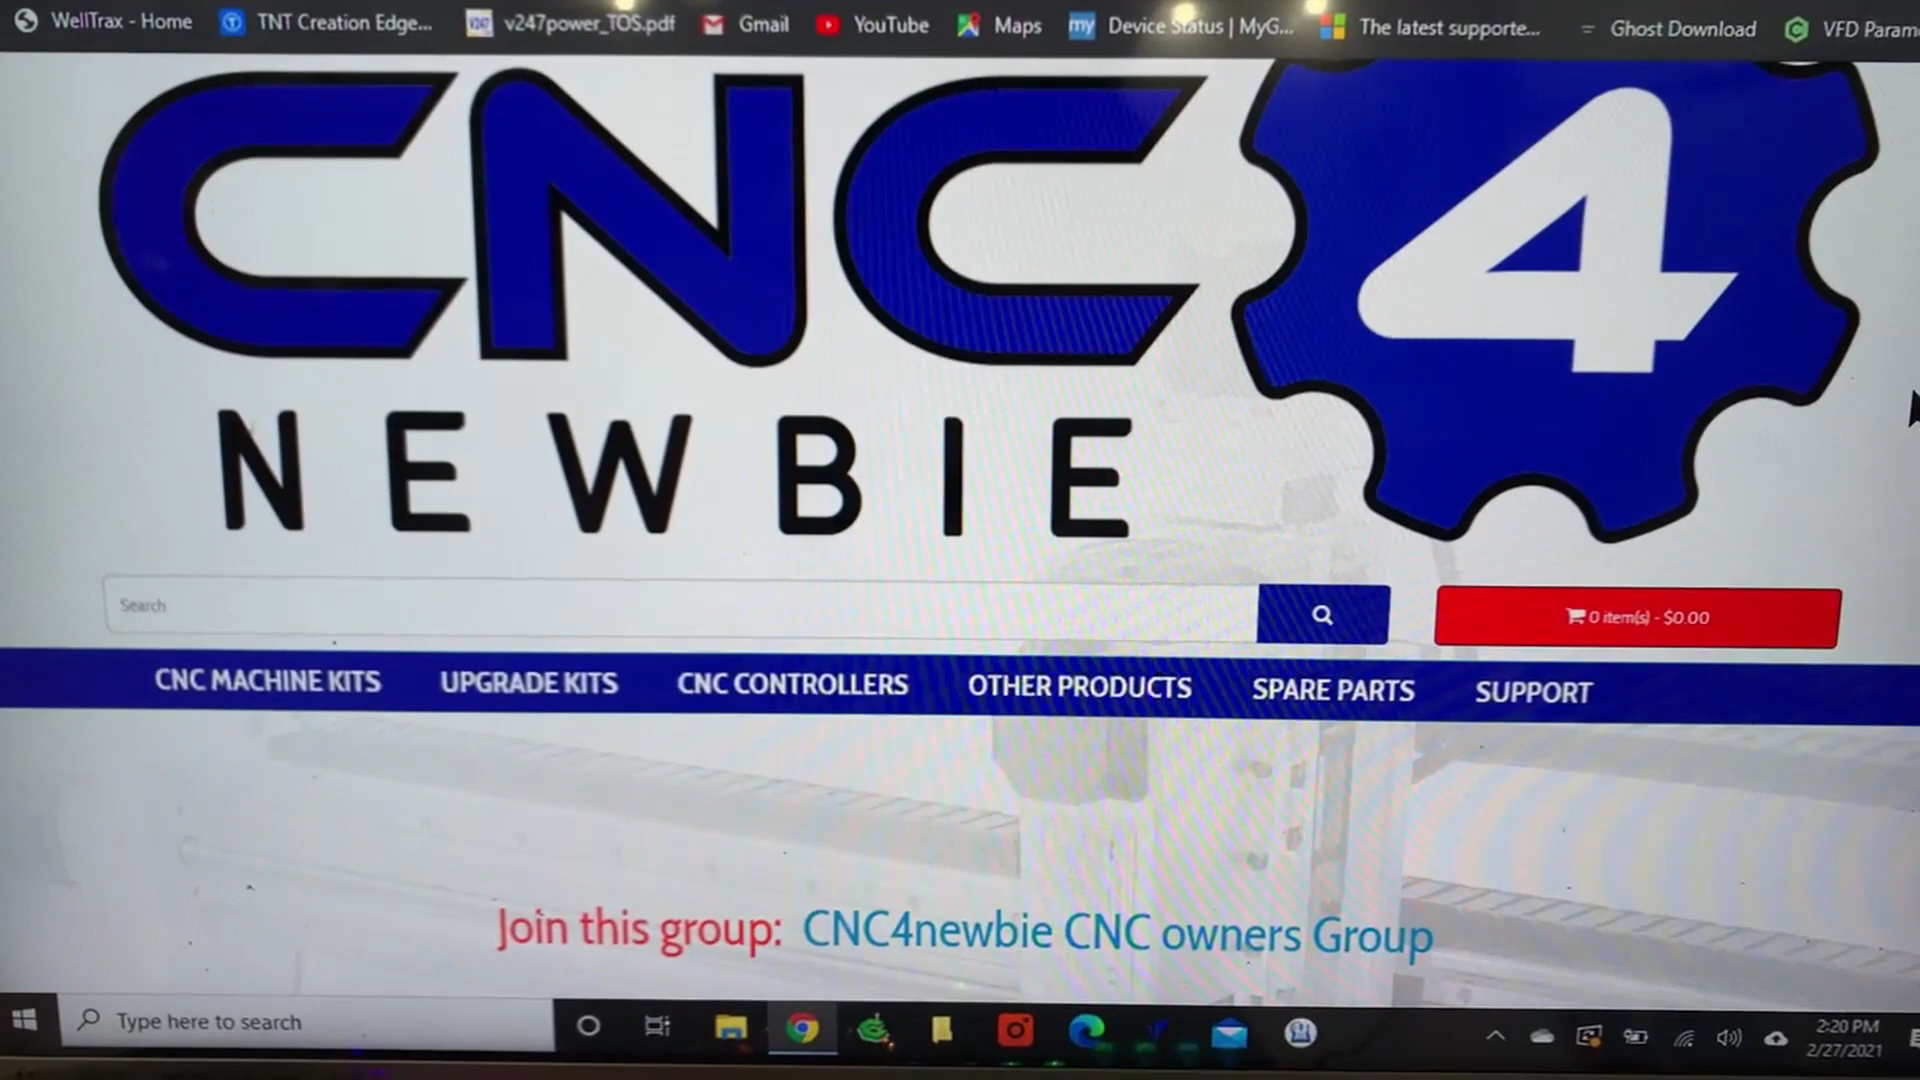 WellTrax - Home TNT Creation Edge... v247power_TOS.pdf Gmail YouTube Maps my Device Status | MyG... The latest supporte... Ghost Download VFD Param
CNC 4
NEWBIE
Search 0 item(s) - $0.00
CNC MACHINE KITS UPGRADE KITS CNC CONTROLLERS OTHER PRODUCTS SPARE PARTS SUPPORT
Join this group: CNC4newbie CNC owners Group
Type here to search 2:20 PM
2/27/2021